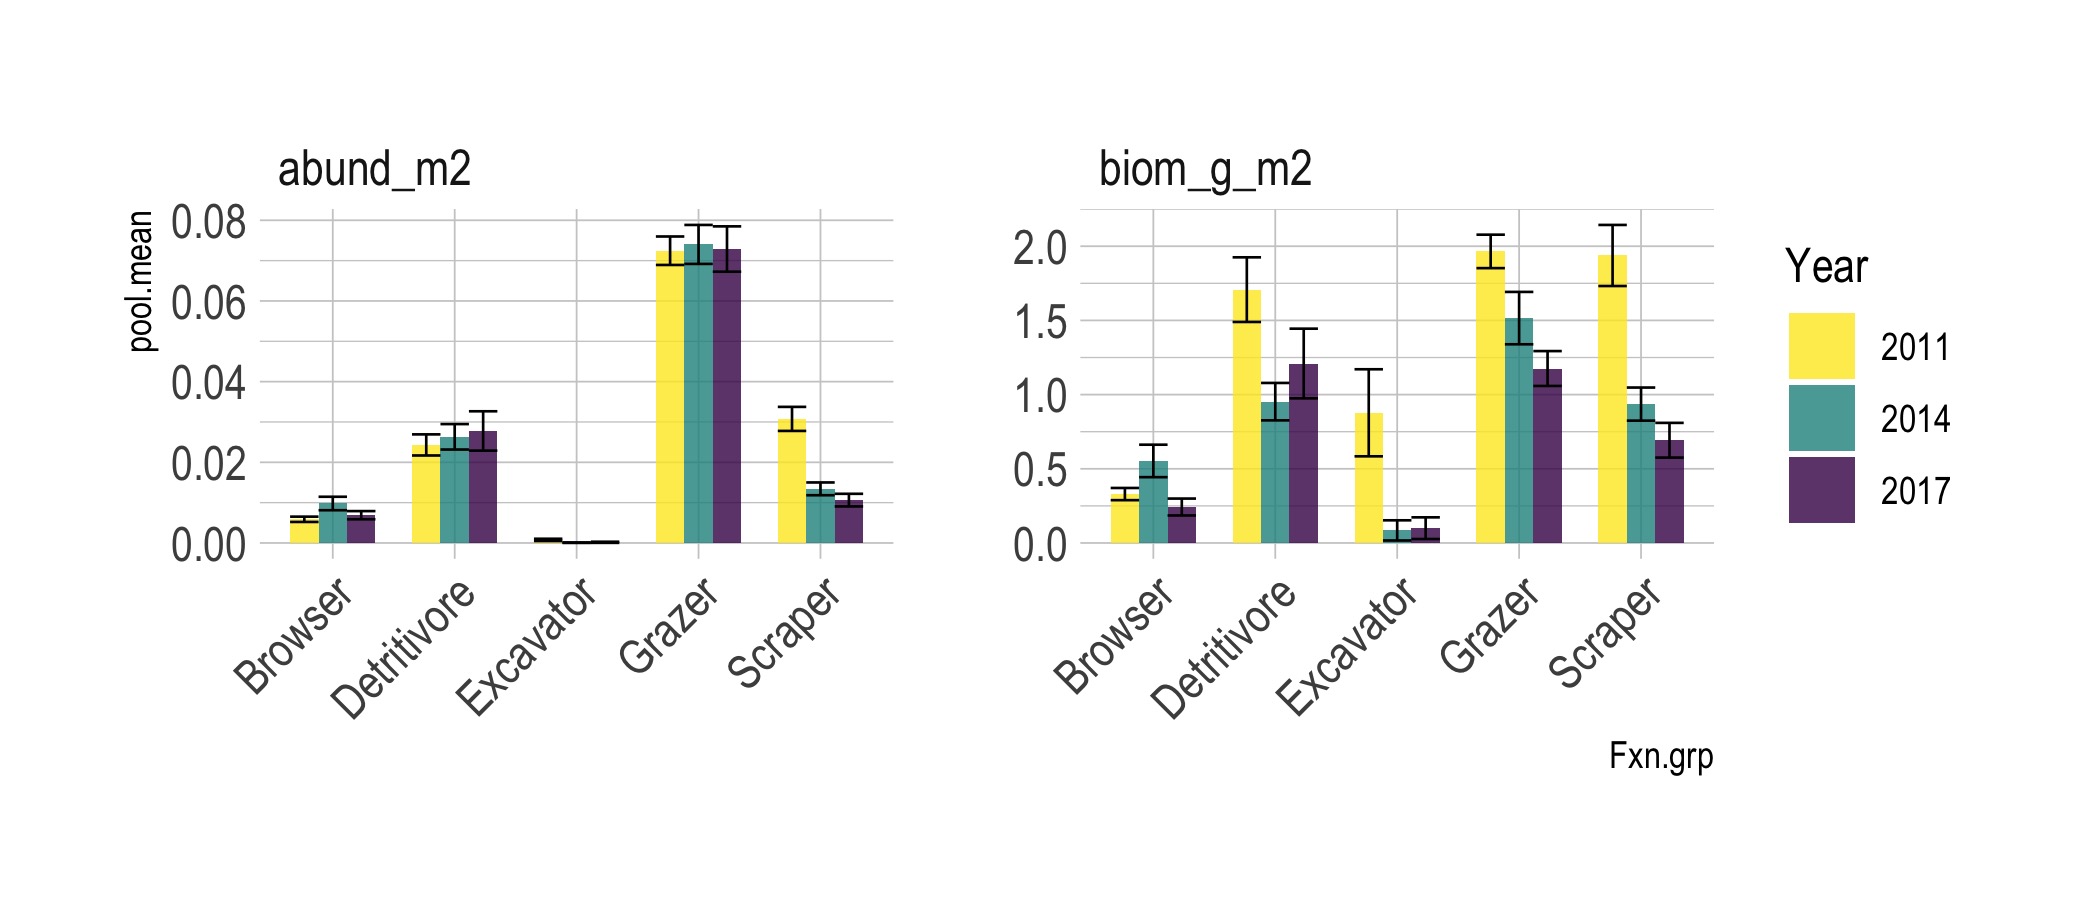 abund_m2
biom_g_m2
pool.mean
0.08
0.06
0.04
0.02
0.00
2.0
1.5
1.0
0.5
0.0
Browser
Detritivore
Excavator
Grazer
Scraper
Browser
Detritivore
Excavator
Grazer
Scraper
Fxn.grp
Year
2011
2014
2017